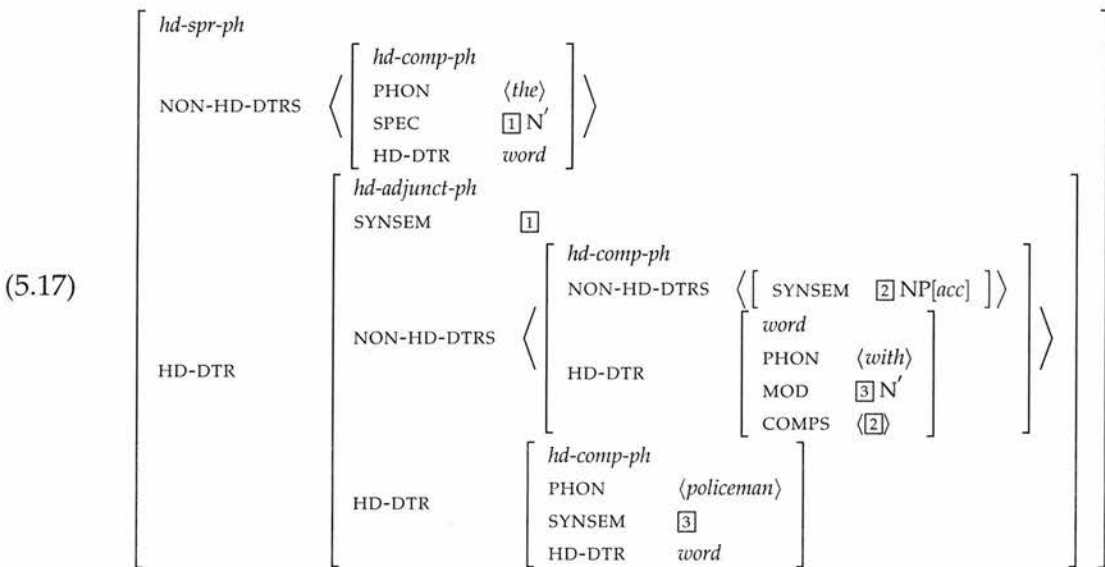 hd-spr-ph
hd-comp-ph
PHON ⟨the⟩
NON-HD-DTRS ⟨ SPEC [1] N′ ⟩
HD-DTR word
hd-adjunct-ph
SYNSEM [1]
hd-comp-ph
NON-HD-DTRS ⟨[ SYNSEM [2] NP[acc] ]⟩
word
NON-HD-DTRS ⟨ PHON ⟨with⟩ ⟩
HD-DTR MOD [3] N′
COMPS ⟨[2]⟩
(5.17) HD-DTR
hd-comp-ph
PHON ⟨policeman⟩
HD-DTR SYNSEM [3]
HD-DTR word